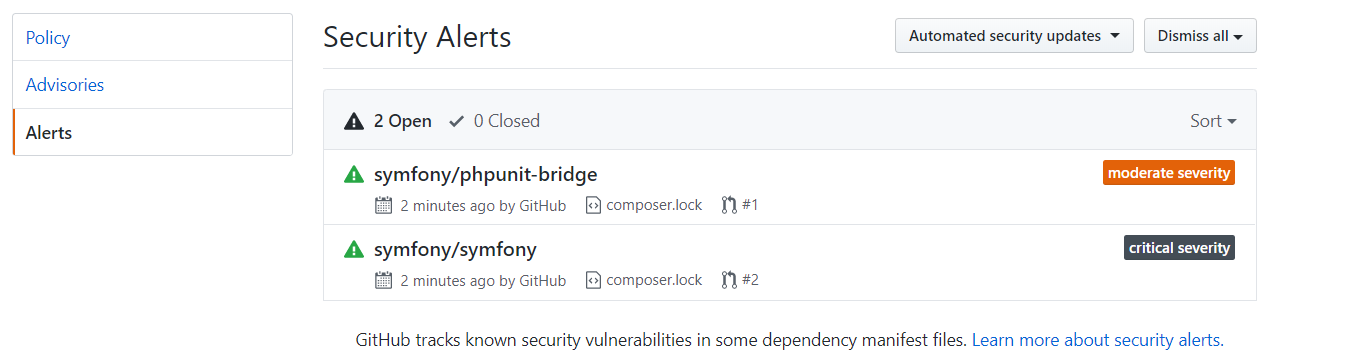 Policy
Advisories
Alerts
Security Alerts
Automated security updates
Dismiss all
2 Open 0 Closed
Sort
symfony/phpunit-bridge
moderate severity
2 minutes ago by GitHub composer.lock #1
symfony/symfony
critical severity
2 minutes ago by GitHub composer.lock #2
GitHub tracks known security vulnerabilities in some dependency manifest files. Learn more about security alerts.